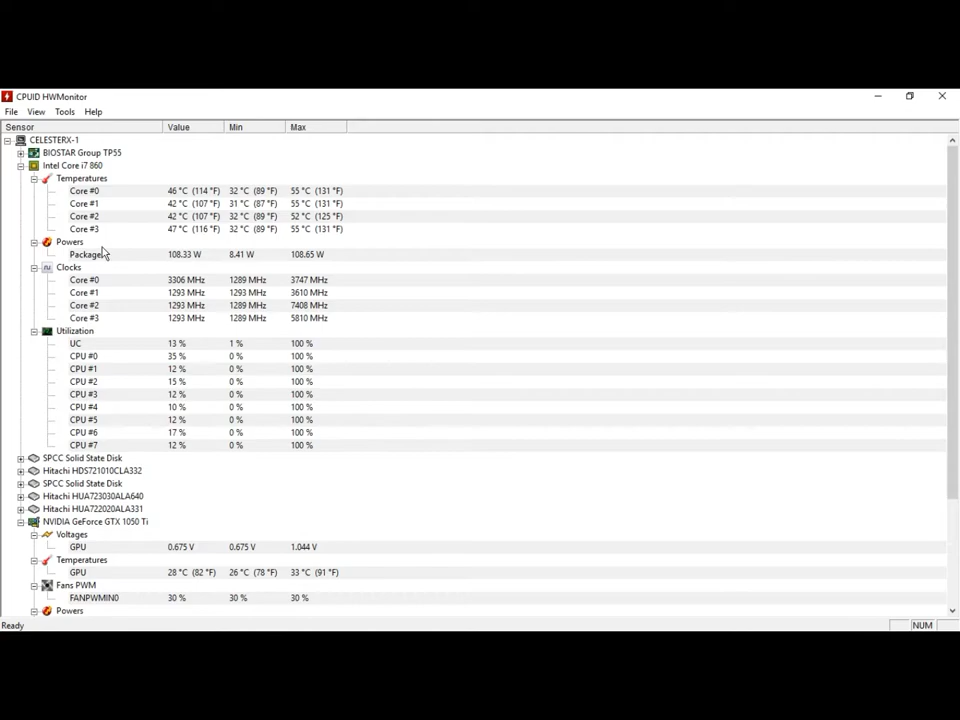 CPUID HWMonitor
File View Tools Help
Sensor Value Min Max
CELESTERX-1
BIOSTAR Group TP55
Intel Core i7 860
Temperatures
Core #0 46 °C (114 °F) 32 °C (89 °F) 55 °C (131 °F)
Core #1 42 °C (107 °F) 31 °C (87 °F) 55 °C (131 °F)
Core #2 42 °C (107 °F) 32 °C (89 °F) 52 °C (125 °F)
Core #3 47 °C (116 °F) 32 °C (89 °F) 55 °C (131 °F)
Powers
Package 108.33 W 8.41 W 108.65 W
Clocks
Core #0 3306 MHz 1289 MHz 3747 MHz
Core #1 1293 MHz 1293 MHz 3610 MHz
Core #2 1293 MHz 1289 MHz 7408 MHz
Core #3 1293 MHz 1289 MHz 5810 MHz
Utilization
UC 13 % 1 % 100 %
CPU #0 35 % 0 % 100 %
CPU #1 12 % 0 % 100 %
CPU #2 15 % 0 % 100 %
CPU #3 12 % 0 % 100 %
CPU #4 10 % 0 % 100 %
CPU #5 12 % 0 % 100 %
CPU #6 17 % 0 % 100 %
CPU #7 12 % 0 % 100 %
SPCC Solid State Disk
Hitachi HDS721010CLA332
SPCC Solid State Disk
Hitachi HUA723030ALA640
Hitachi HUA722020ALA331
NVIDIA GeForce GTX 1050 Ti
Voltages
GPU 0.675 V 0.675 V 1.044 V
Temperatures
GPU 28 °C (82 °F) 26 °C (78 °F) 33 °C (91 °F)
Fans PWM
FANPWMIN0 30 % 30 % 30 %
Powers
Ready NUM